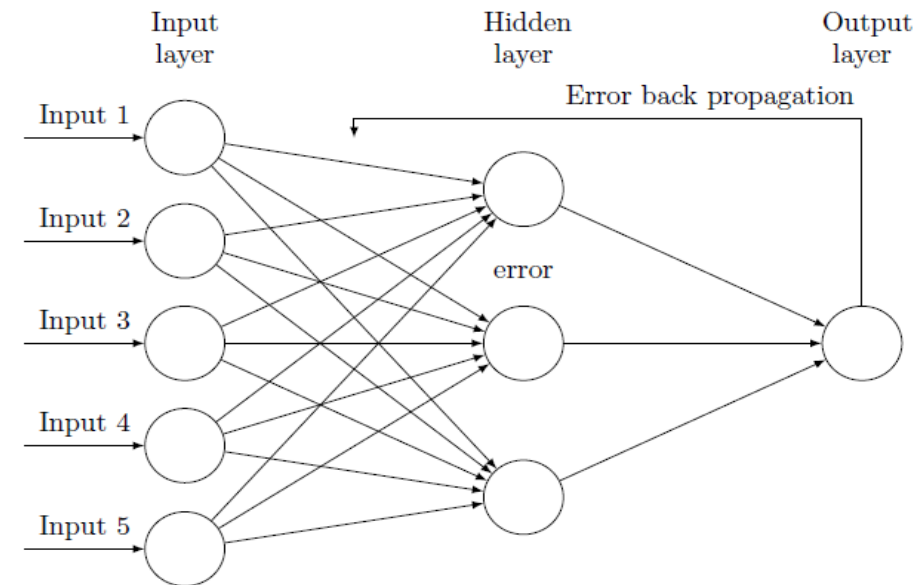 Input
layer
Hidden
layer
Output
layer
Error back propagation
Input 1
Input 2
error
Input 3
Input 4
Input 5